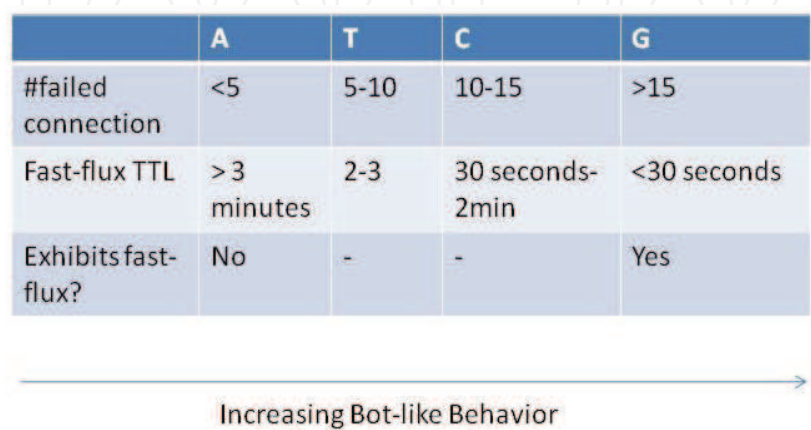 A T C G
#failed <5 5-10 10-15 >15
connection
Fast-flux TTL >3 2-3 30 seconds- <30 seconds
minutes 2min
Exhibits fast- No - - Yes
flux?
Increasing Bot-like Behavior